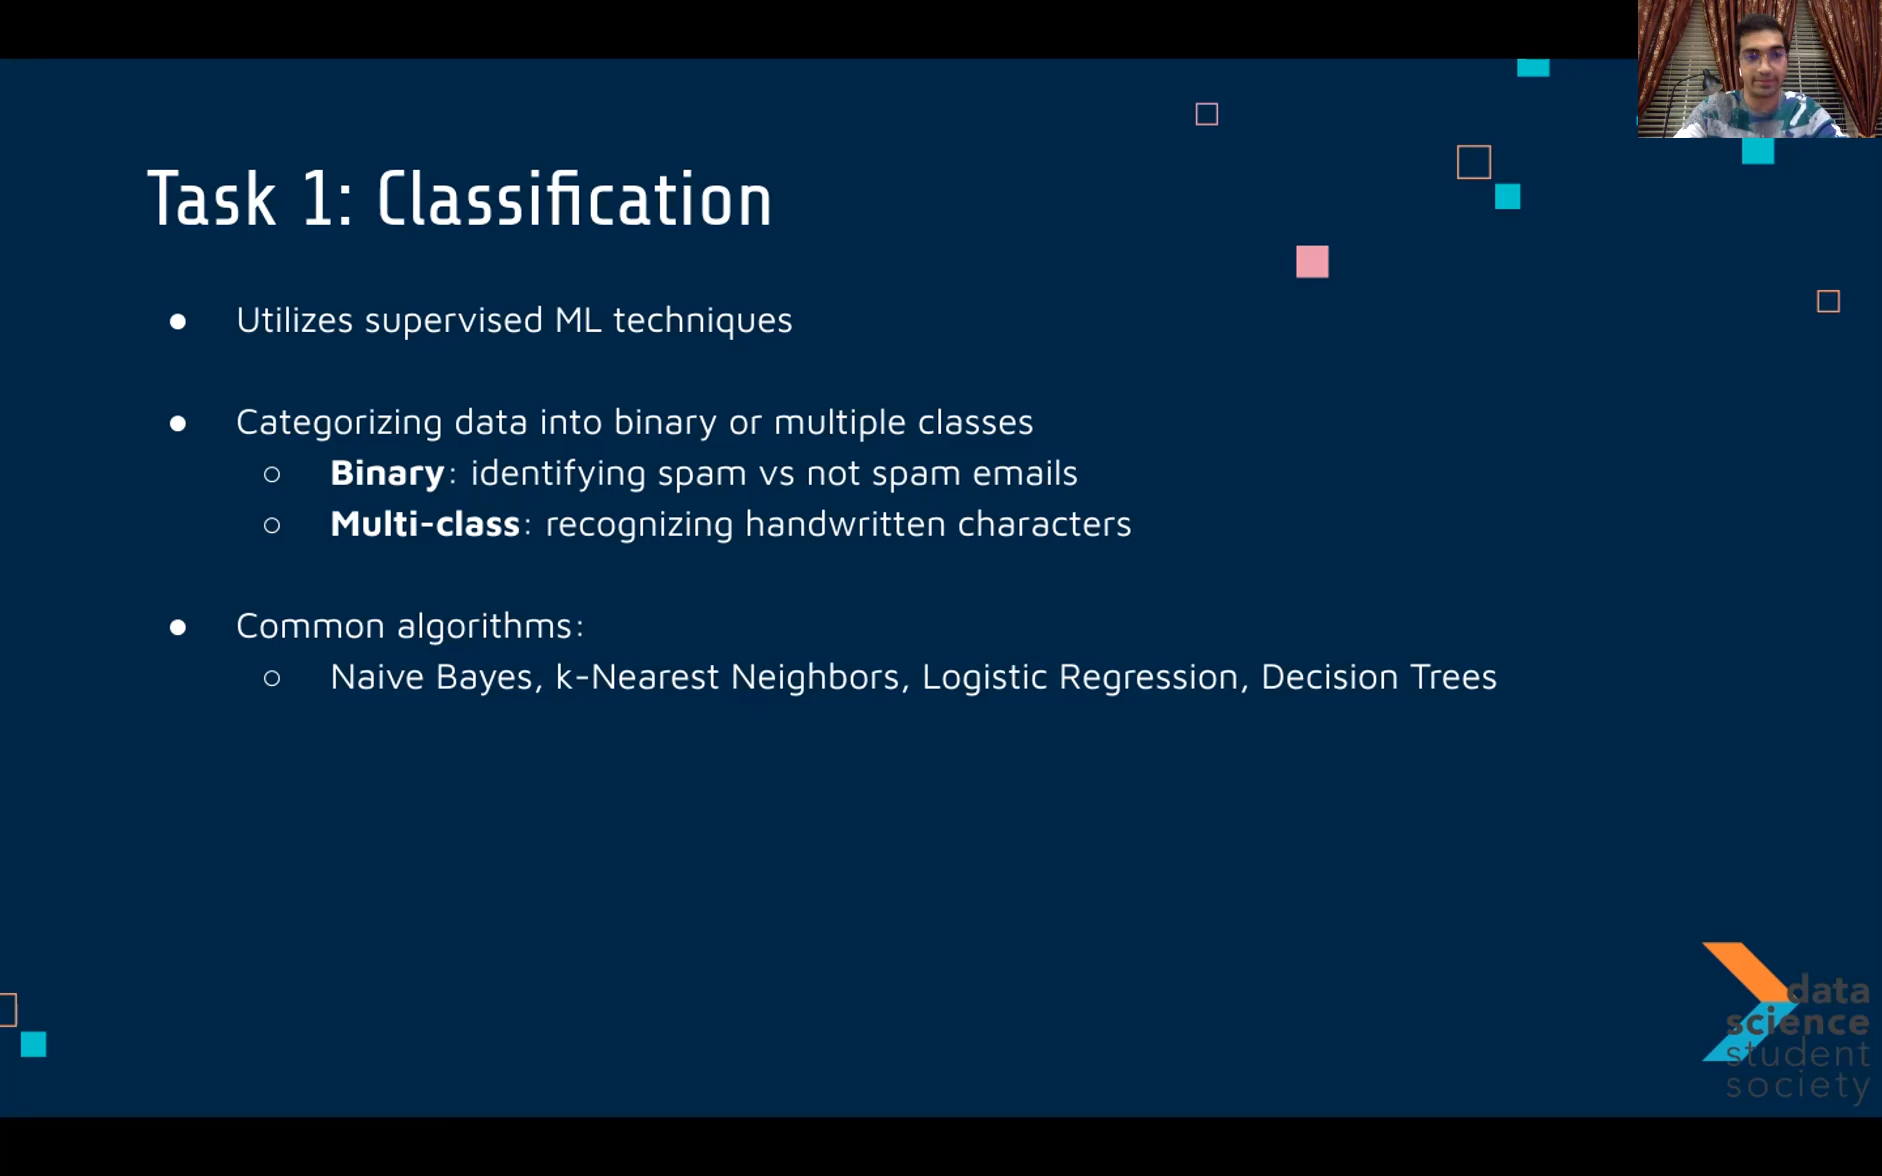 Task 1: Classification
● Utilizes supervised ML techniques
● Categorizing data into binary or multiple classes
○ Binary: identifying spam vs not spam emails
○ Multi-class: recognizing handwritten characters
● Common algorithms:
○ Naive Bayes, k-Nearest Neighbors, Logistic Regression, Decision Trees
data
science
student
society